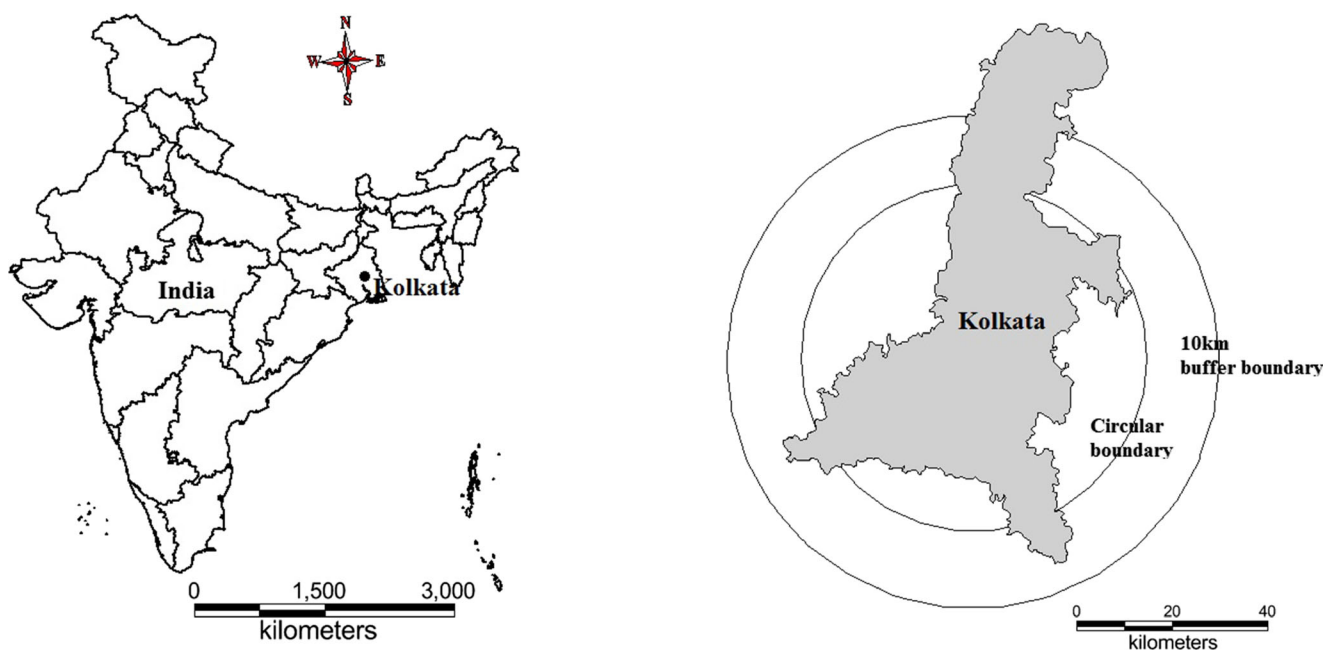 N
W E
S
India
Kolkata
0 1,500 3,000
kilometers
Kolkata
10km
buffer boundary
Circular
boundary
0 20 40
kilometers